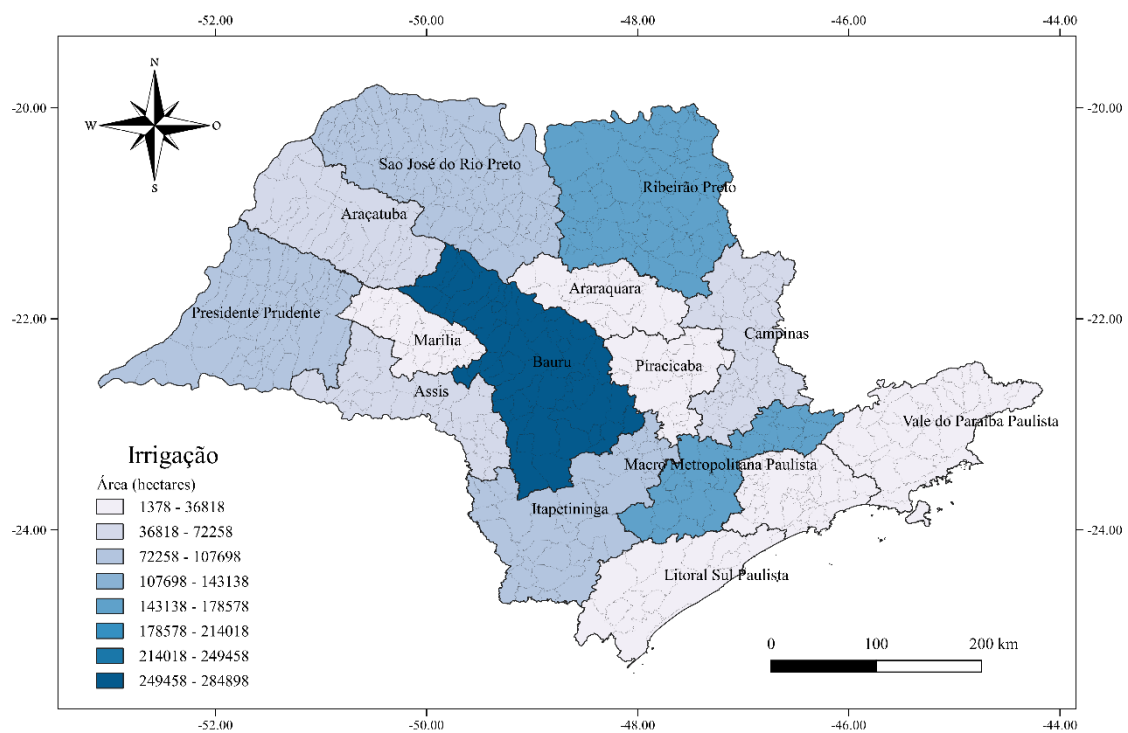 -52.00 -50.00 -48.00 -46.00 -44.00
N
W O
S
-20.00 -20.00
Sao José do Rio Preto
Ribeirão Preto
Araçatuba
Araraquara
Presidente Prudente
-22.00 -22.00
Marília
Campinas
Bauru
Piracicaba
Assis
Vale do Paraíba Paulista
Macro Metropolitana Paulista
Itapetininga
Litoral Sul Paulista
-24.00 -24.00
Irrigação
Área (hectares)
1378 - 36818
36818 - 72258
72258 - 107698
107698 - 143138
143138 - 178578
178578 - 214018
214018 - 249458
249458 - 284898
0 100 200 km
-52.00 -50.00 -48.00 -46.00 -44.00